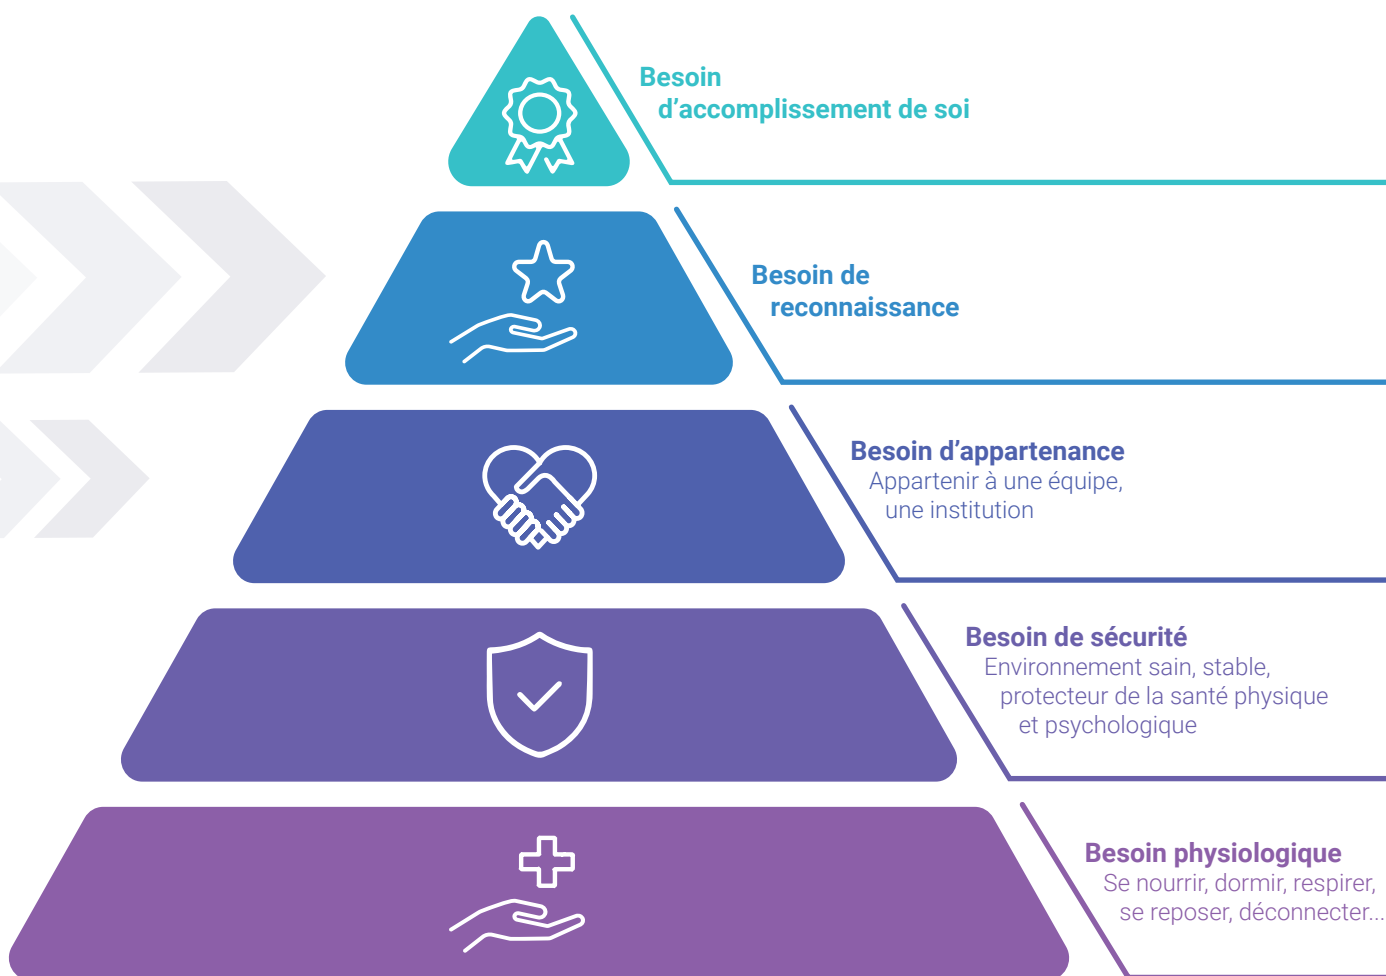 Besoin
d’accomplissement de soi
Besoin de
reconnaissance
Besoin d’appartenance
Appartenir à une équipe,
une institution
Besoin de sécurité
Environnement sain, stable,
protecteur de la santé physique
et psychologique
Besoin physiologique
Se nourrir, dormir, respirer,
se reposer, déconnecter...